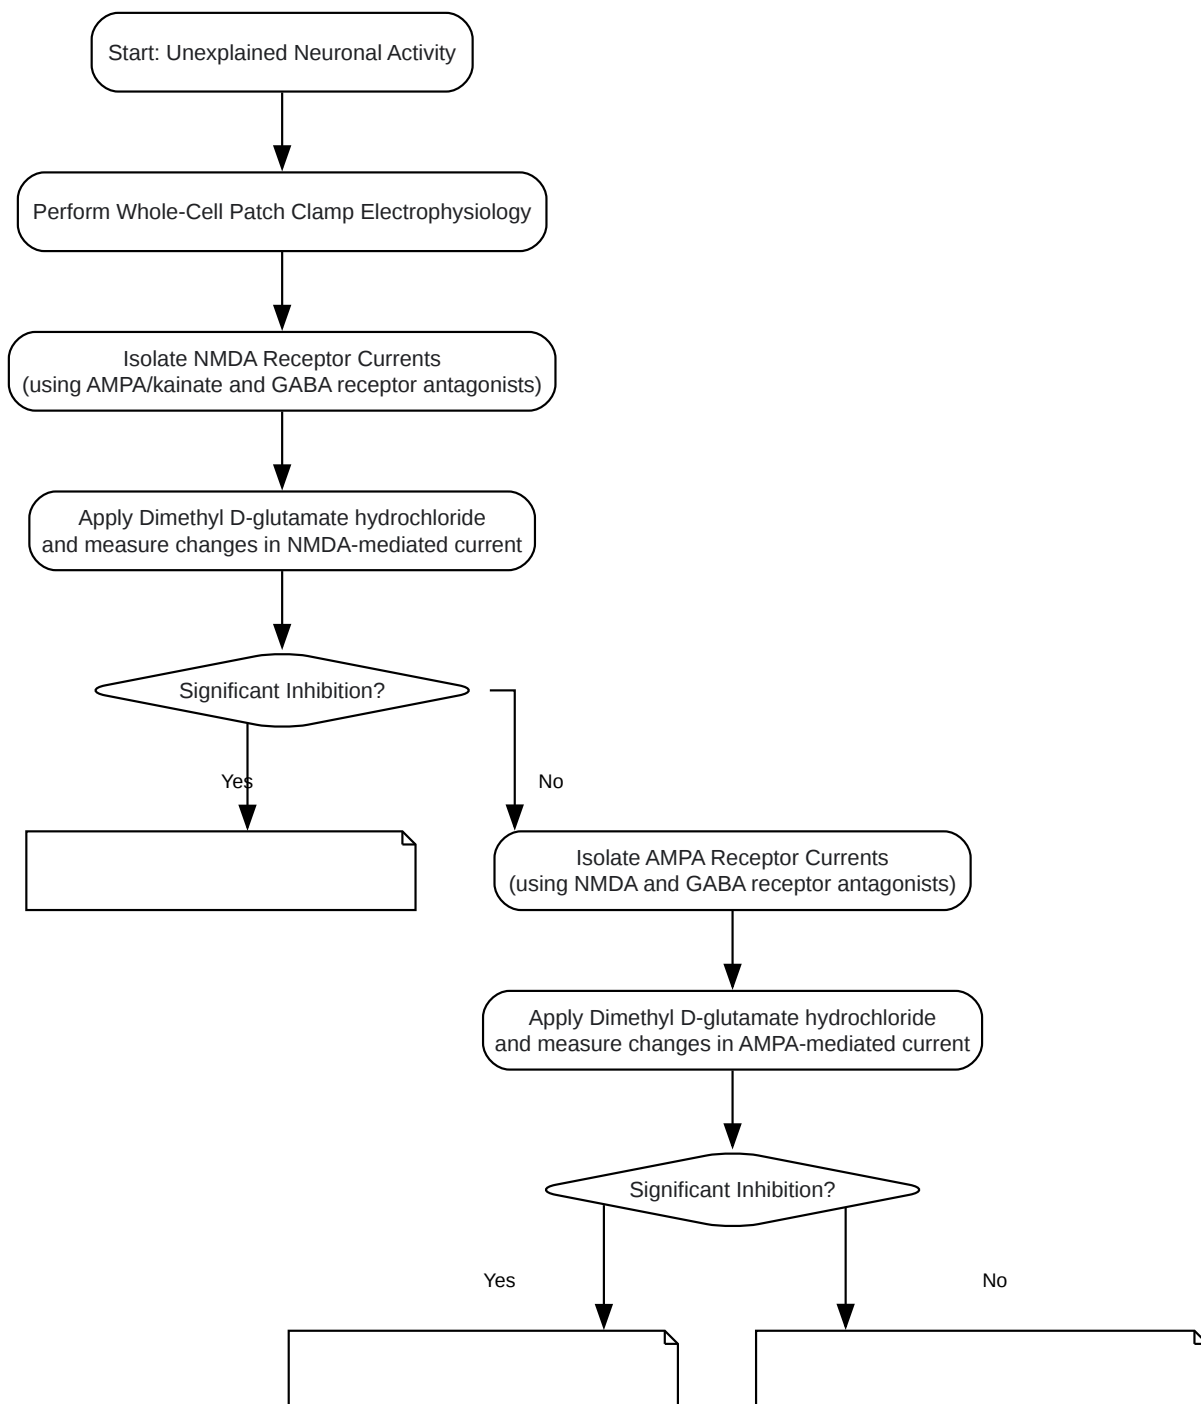 Start: Unexplained Neuronal Activity
Perform Whole-Cell Patch Clamp Electrophysiology
Isolate NMDA Receptor Currents
(using AMPA/kainate and GABA receptor antagonists)
Apply Dimethyl D-glutamate hydrochloride
and measure changes in NMDA-mediated current
Significant Inhibition?
Yes
No
Isolate AMPA Receptor Currents
(using NMDA and GABA receptor antagonists)
Apply Dimethyl D-glutamate hydrochloride
and measure changes in AMPA-mediated current
Significant Inhibition?
Yes
No